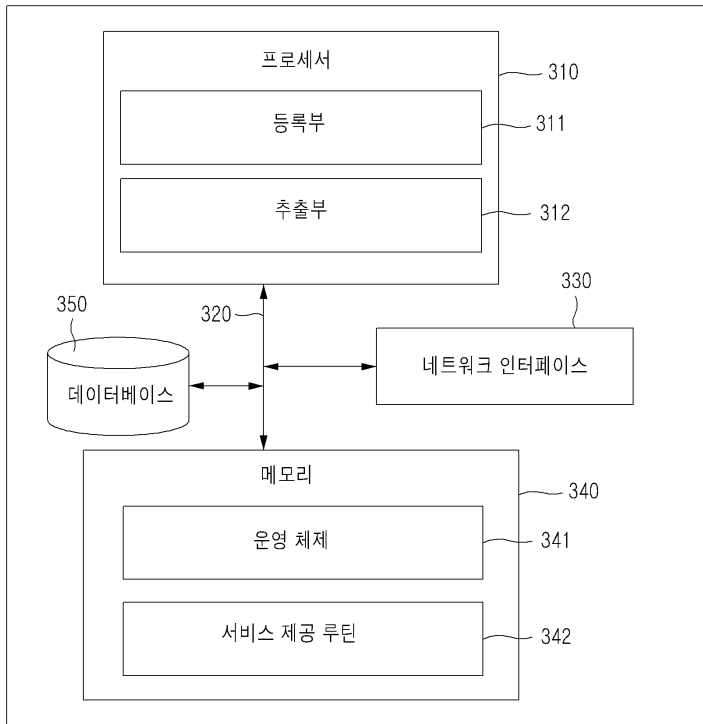 프로세서
310
등록부
311
추출부
312
350
320
330
데이터베이스
네트워크 인터페이스
메모리
340
운영 체제
341
서비스 제공 루틴
342